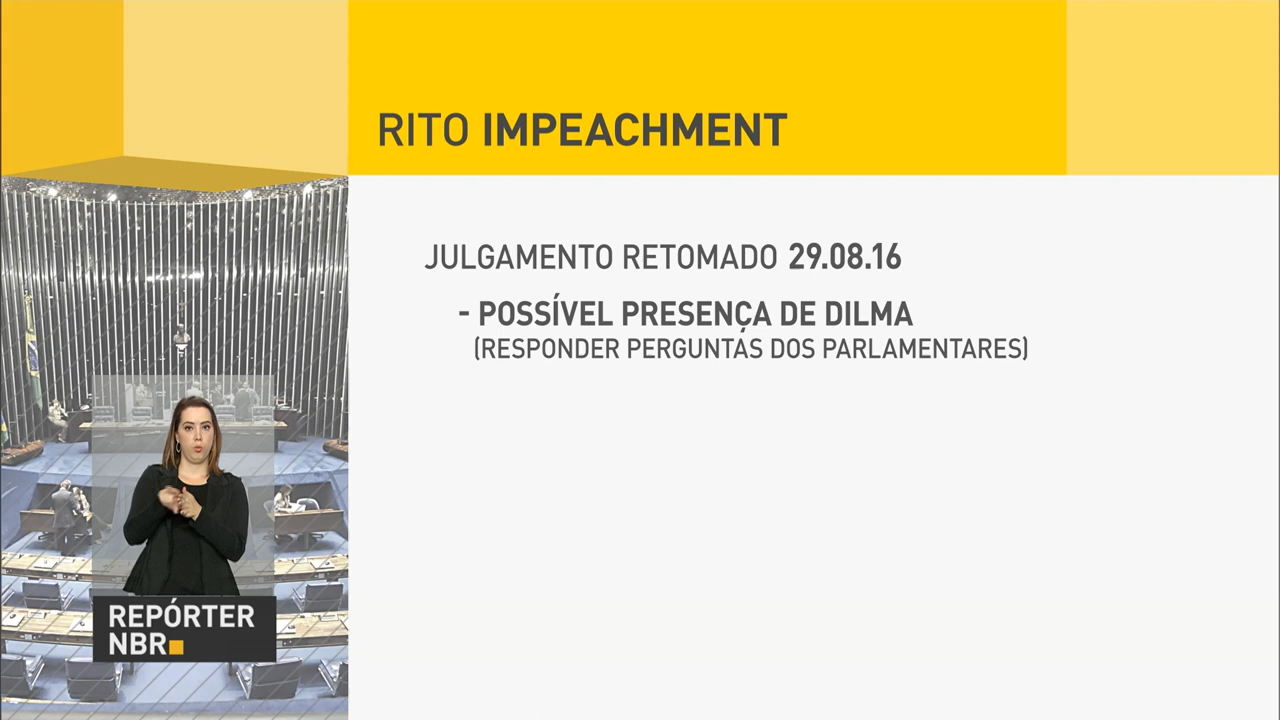 RITO IMPEACHMENT
JULGAMENTO RETOMADO 29.08.16
- POSSÍVEL PRESENÇA DE DILMA
(RESPONDER PERGUNTAS DOS PARLAMENTARES)
REPÓRTER
NBR